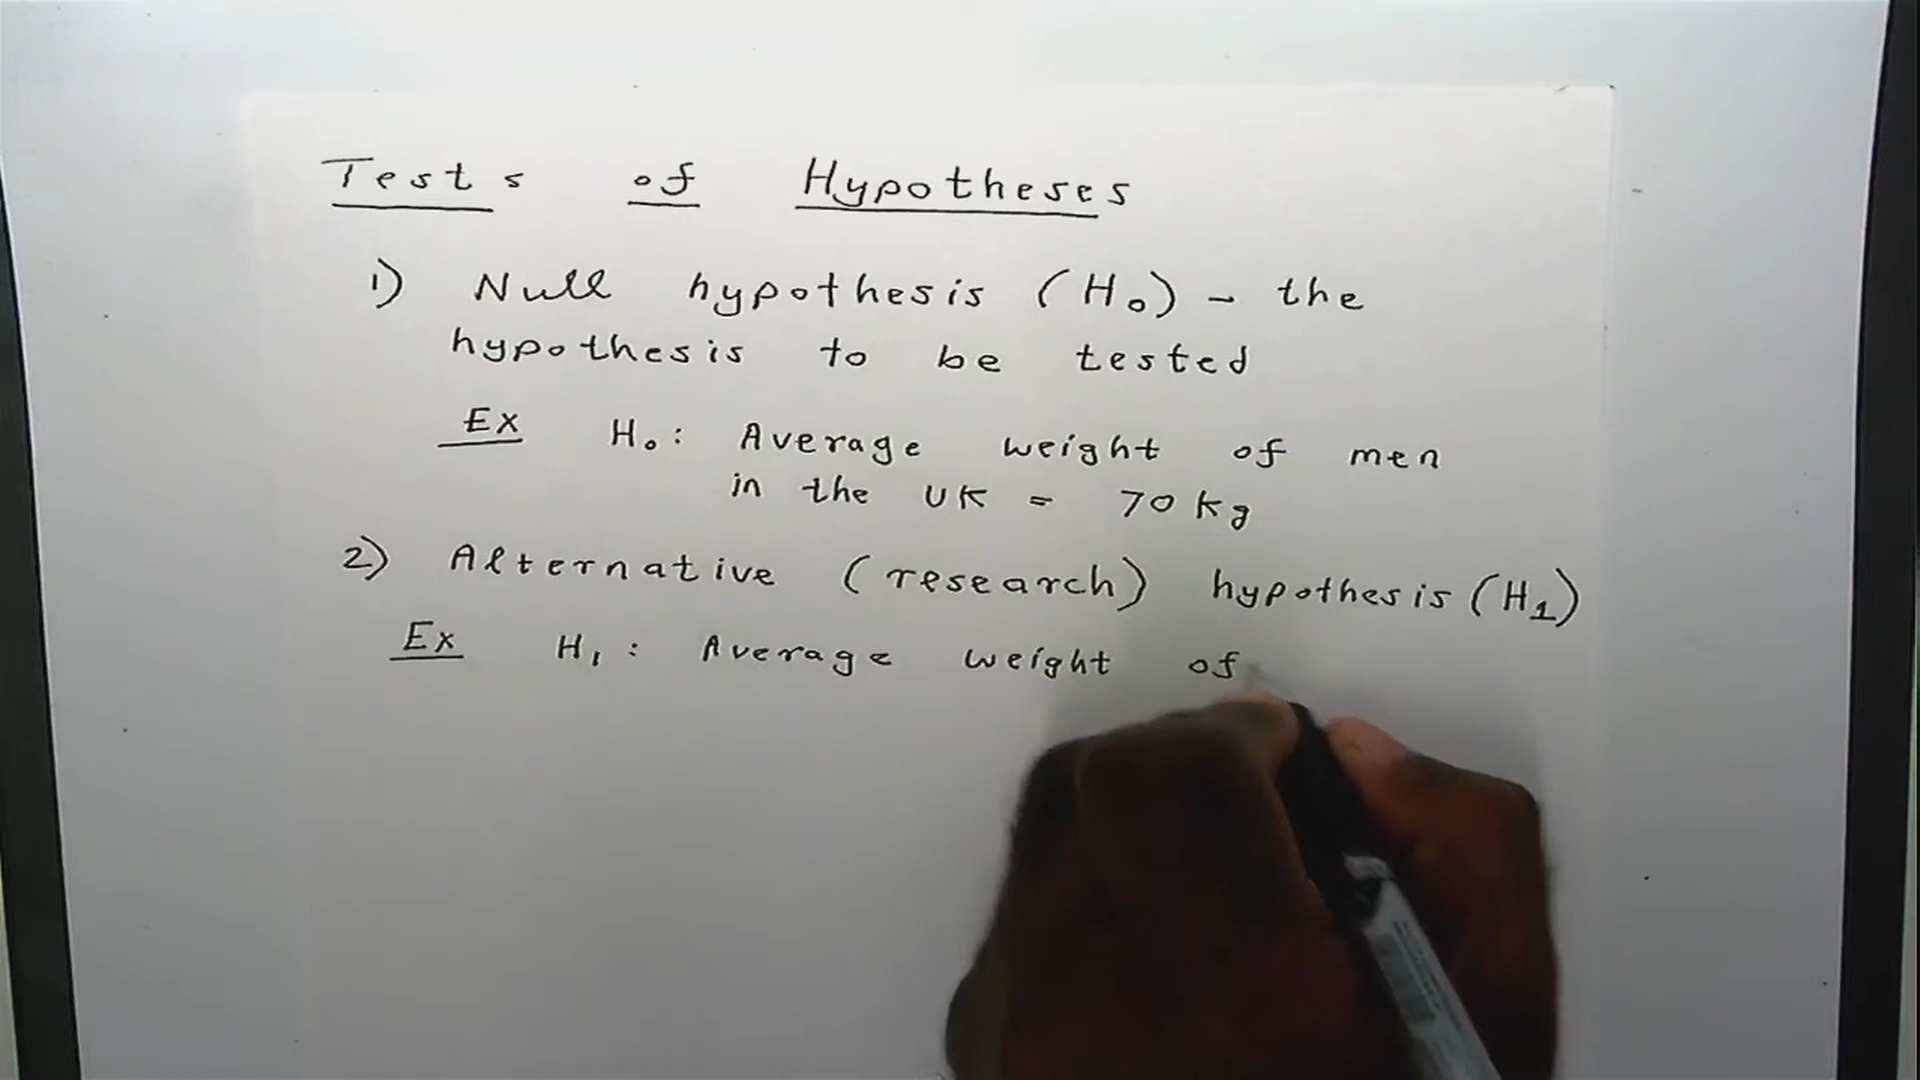 Tests of Hypotheses
1) Null hypothesis (H₀) - the
hypothesis to be tested
Ex H₀: Average weight of men
in the UK = 70 kg
2) Alternative (research) hypothesis (H₁)
Ex H₁: Average weight of